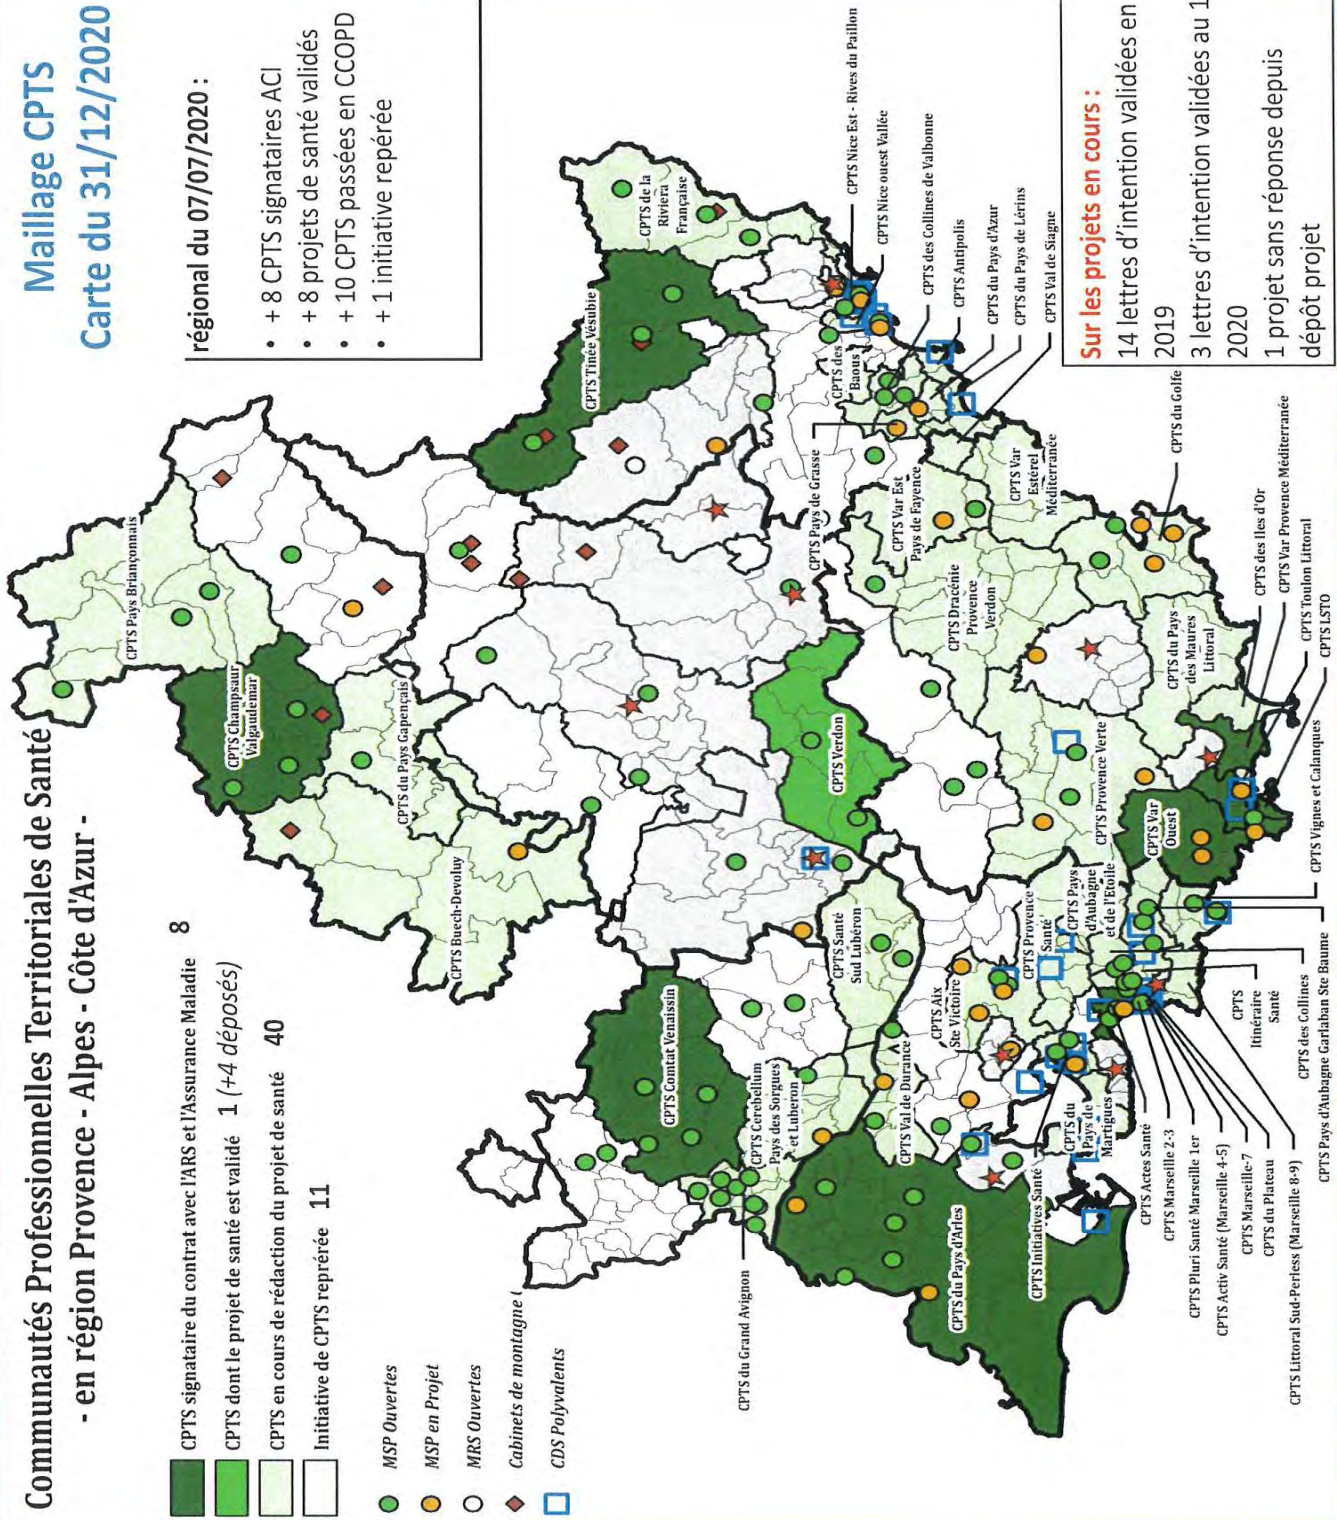 Communautés Professionnelles Territoriales de Santé
- en région Provence - Alpes - Côte d'Azur -
Maillage CPTS
Carte du 31/12/2020
régional du 07/07/2020 :
• + 8 CPTS signataires ACI
• + 8 projets de santé validés
• + 10 CPTS passées en CCOPD
• + 1 initiative repérée
CPTS signataire du contrat avec l'ARS et l'Assurance Maladie 8
CPTS dont le projet de santé est validé 1 (+4 déposés)
CPTS en cours de rédaction du projet de santé 40
Initiative de CPTS reprérée 11
MSP Ouvertes
MSP en Projet
MRS Ouvertes
Cabinets de montagne (
CDS Polyvalents
CPTS Pays Briançonnais
CPTS Champsaur
Valgaudemar
CPTS du Pays Gapençais
CPTS Buech-Devoluy
CPTS Tinée Vésubie
CPTS de la
Riviera
Française
CPTS Nice Est - Rives du Paillon
CPTS Nice ouest Vallée
CPTS des Collines de Valbonne
CPTS Antipolis
CPTS du Pays d'Azur
CPTS du Pays de Lérins
CPTS Val de Siagne
CPTS des
Baous
CPTS Pays de Grasse
CPTS Var Est
Pays de Fayence
CPTS Var
Estérel
Méditerranée
CPTS du Golfe
CPTS Dracénie
Provence
Verdon
CPTS Verdon
CPTS du Pays
des Maures
Littoral
CPTS des Iles d'Or
CPTS Var Provence Méditerranée
CPTS Toulon Littoral
CPTS LSTO
CPTS Provence Verte
CPTS Var
Ouest
CPTS Comtat Venaissin
CPTS Santé
Sud Lubéron
CPTS Cerebellum
Pays des Sorgues
et Luberon
CPTS du Grand Avignon
CPTS Val de Durance
CPTS Aix
Ste Victoire
CPTS Provence
Santé
CPTS Pays
d'Aubagne
et de l'Etoile
CPTS du Pays d'Arles
CPTS Initiatives Santé
CPTS du
Pays de
Martigues
CPTS Actes Santé
CPTS Marseille 2-3
CPTS Pluri Santé Marseille 1er
CPTS Activ Santé (Marseille 4-5)
CPTS Marseille-7
CPTS du Plateau
CPTS Littoral Sud-Perless (Marseille 8-9)
CPTS
Itinéraire
Santé
CPTS des Collines
CPTS Pays d'Aubagne Garlaban Ste Baume
CPTS Vignes et Calanques
Sur les projets en cours :
14 lettres d'intention validées en
2019
3 lettres d'intention validées au 1
2020
1 projet sans réponse depuis
dépôt projet